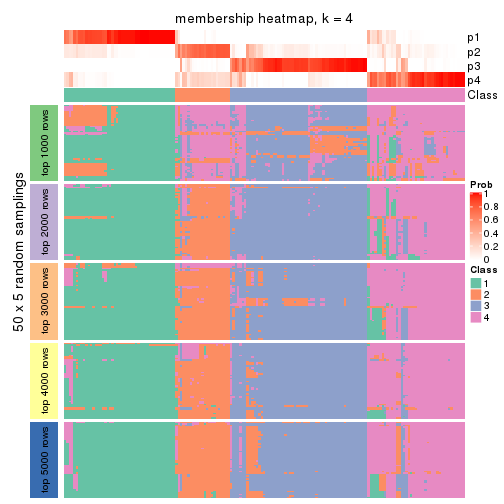 membership heatmap, k = 4
p1
p2
p3
p4
Class
50 x 5 random samplings
top 1000 rows
top 2000 rows
top 3000 rows
top 4000 rows
top 5000 rows
Prob
1
0.8
0.6
0.4
0.2
0
Class
1
2
3
4